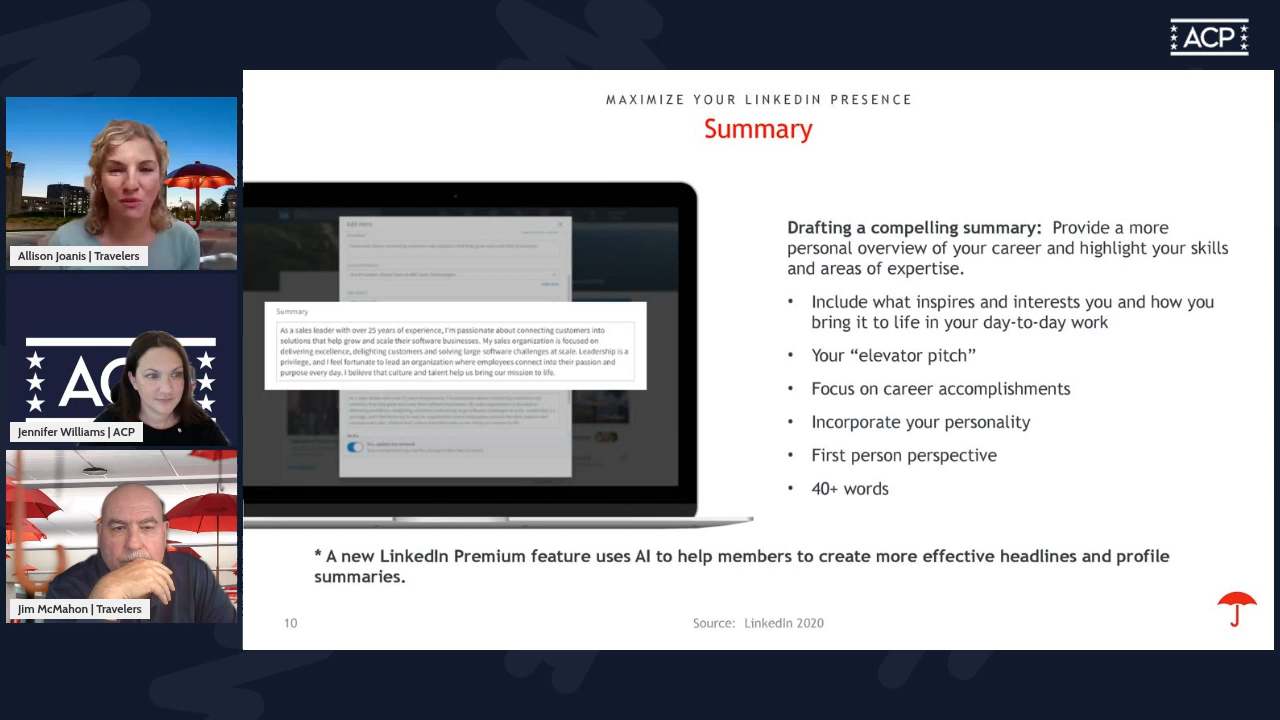 ACP
MAXIMIZE YOUR LINKEDIN PRESENCE
Summary
Allison Joanis | Travelers
AC
Jennifer Williams | ACP
Jim McMahon | Travelers
Edit intro
Summary
As a sales leader with over 25 years of experience, I'm passionate about connecting customers into
solutions that help grow and scale their software businesses. My sales organization is focused on
delivering excellence, delighting customers and solving large software challenges at scale. Leadership is a
privilege, and I feel fortunate to lead an organization where employees connect into their passion and
purpose every day. I believe that culture and talent help us bring our mission to life.
Drafting a compelling summary: Provide a more
personal overview of your career and highlight your skills
and areas of expertise.
• Include what inspires and interests you and how you
bring it to life in your day-to-day work
• Your “elevator pitch”
• Focus on career accomplishments
• Incorporate your personality
• First person perspective
• 40+ words
* A new LinkedIn Premium feature uses AI to help members to create more effective headlines and profile
summaries.
10
Source: LinkedIn 2020